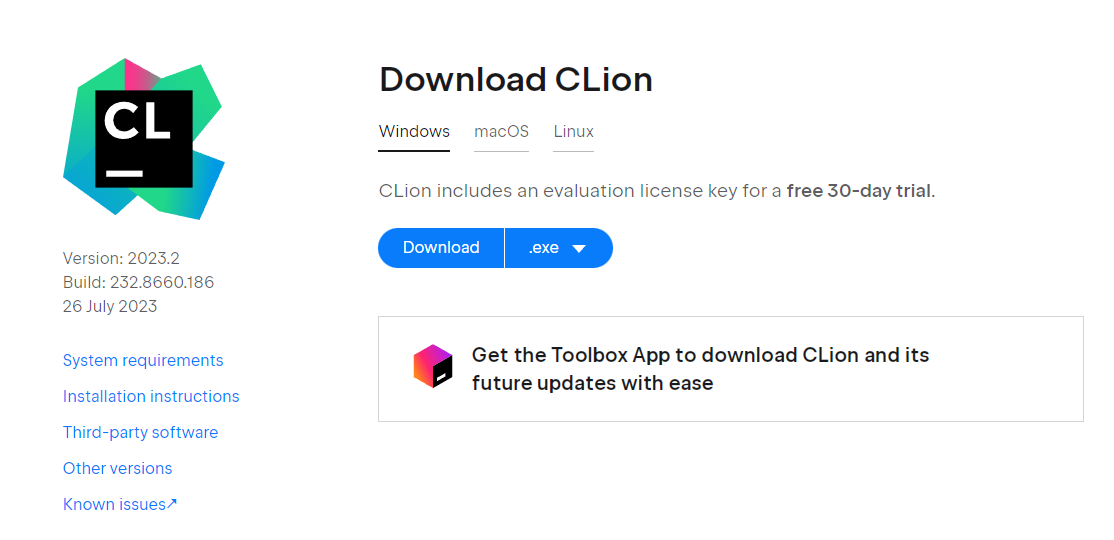 CL
Version: 2023.2
Build: 232.8660.186
26 July 2023
System requirements
Installation instructions
Third-party software
Other versions
Known issues↗
Download CLion
Windows macOS Linux
CLion includes an evaluation license key for a free 30-day trial.
Download .exe
Get the Toolbox App to download CLion and its
future updates with ease